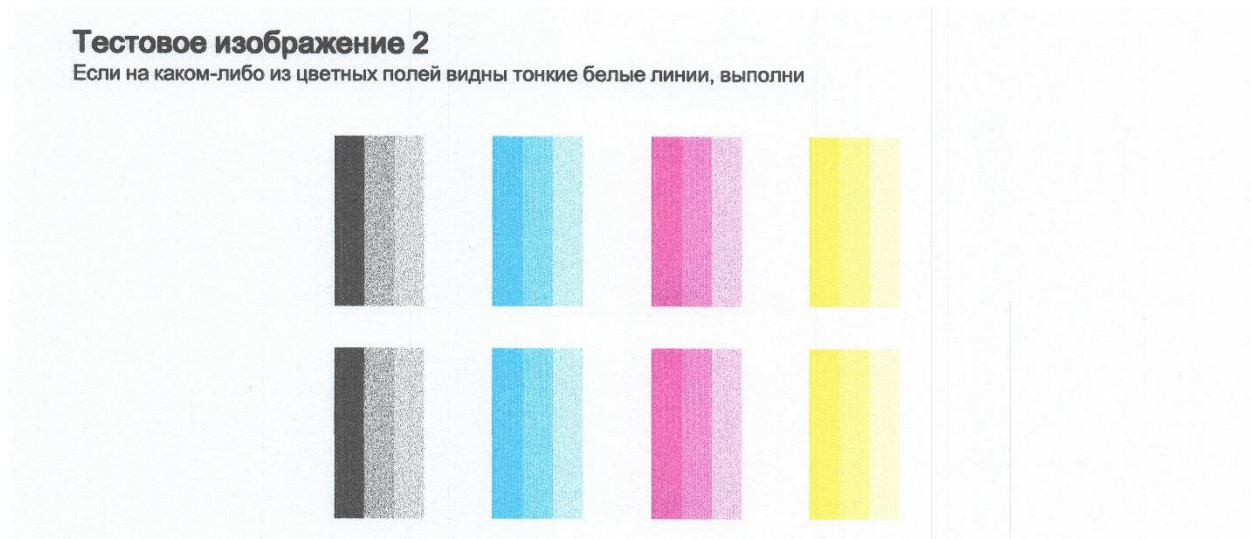 Тестовое изображение 2
Если на каком-либо из цветных полей видны тонкие белые линии, выполни